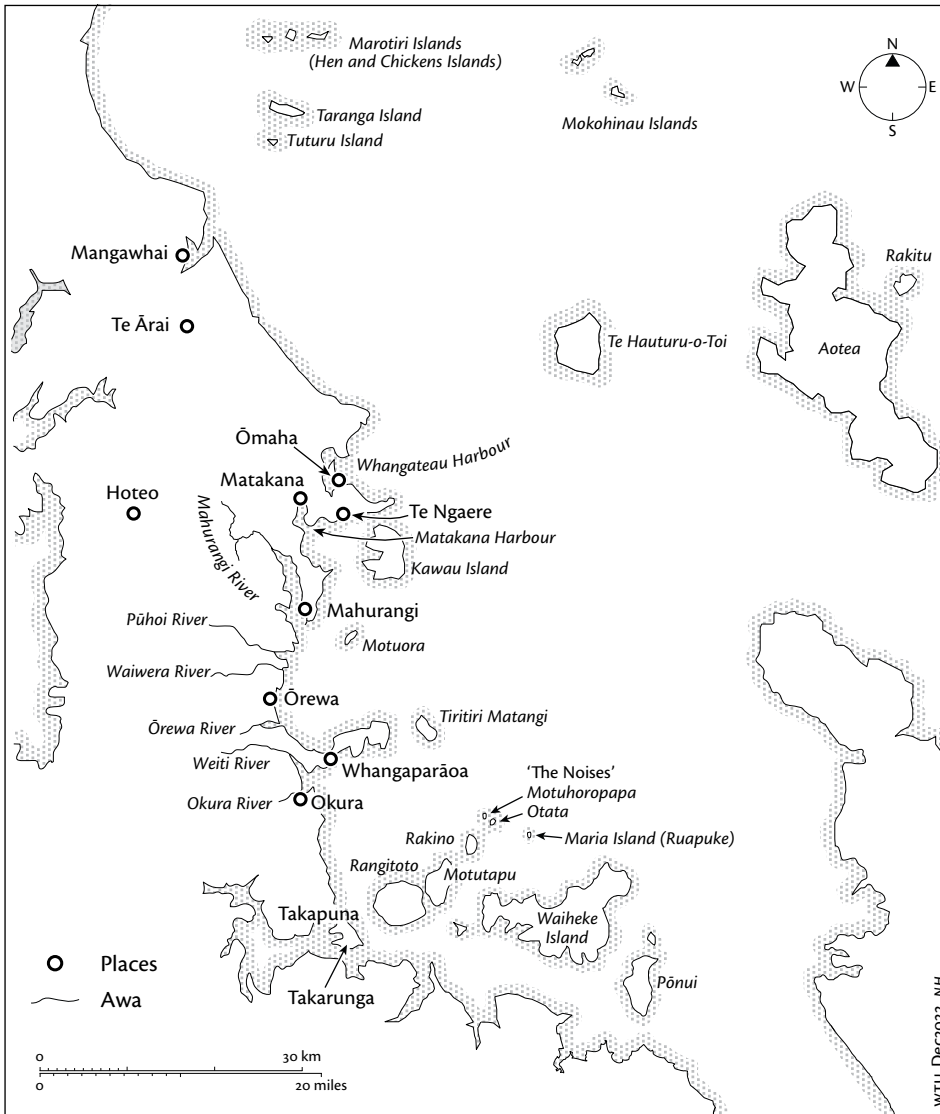 Marotiri Islands
(Hen and Chickens Islands)
N
W
E
S
Taranga Island
Tuturu Island
Mokohinau Islands
Mangawhai
Rakitu
Te Ārai
Te Hauturu-o-Toi
Aotea
Ōmaha
Whangateau Harbour
Matakana
Hoteo
Te Ngaere
Mahurangi River
Matakana Harbour
Kawau Island
Mahurangi
Pūhoi River
Motuora
Waiwera River
Ōrewa
Tiritiri Matangi
Ōrewa River
Weiti River
Whangaparāoa
'The Noises'
Motuhoropapa
Okura River
Okura
Otata
Rakino
Maria Island (Ruapuke)
Rangitoto
Motutapu
Takapuna
Waiheke
Island
Places
Pōnui
Takarunga
Awa
0
30 km
0
20 miles
WTU Dec2022 NH